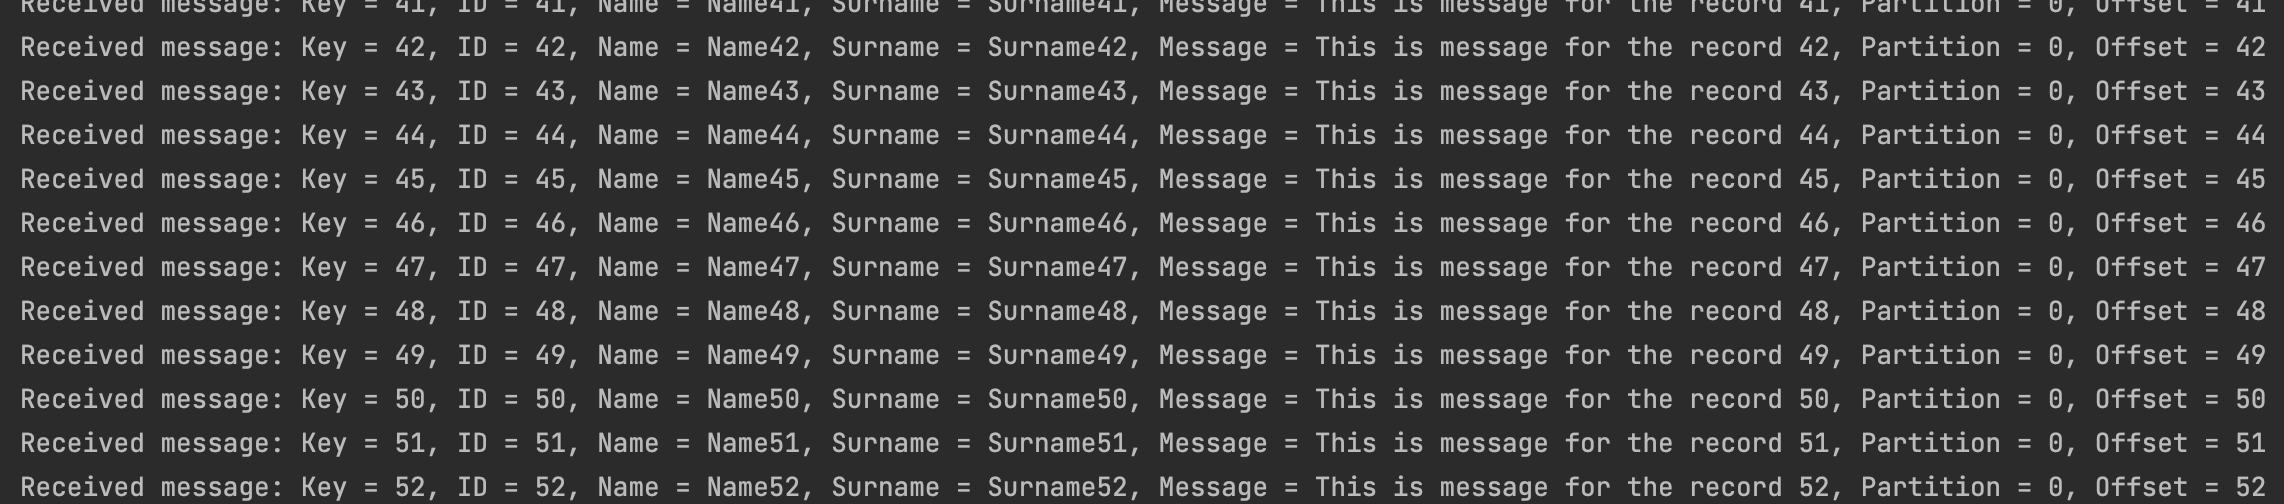 Received message: Key = 41, ID = 41, Name = Name41, Surname = Surname41, Message = This is message for the record 41, Partition = 0, Offset = 41
Received message: Key = 42, ID = 42, Name = Name42, Surname = Surname42, Message = This is message for the record 42, Partition = 0, Offset = 42
Received message: Key = 43, ID = 43, Name = Name43, Surname = Surname43, Message = This is message for the record 43, Partition = 0, Offset = 43
Received message: Key = 44, ID = 44, Name = Name44, Surname = Surname44, Message = This is message for the record 44, Partition = 0, Offset = 44
Received message: Key = 45, ID = 45, Name = Name45, Surname = Surname45, Message = This is message for the record 45, Partition = 0, Offset = 45
Received message: Key = 46, ID = 46, Name = Name46, Surname = Surname46, Message = This is message for the record 46, Partition = 0, Offset = 46
Received message: Key = 47, ID = 47, Name = Name47, Surname = Surname47, Message = This is message for the record 47, Partition = 0, Offset = 47
Received message: Key = 48, ID = 48, Name = Name48, Surname = Surname48, Message = This is message for the record 48, Partition = 0, Offset = 48
Received message: Key = 49, ID = 49, Name = Name49, Surname = Surname49, Message = This is message for the record 49, Partition = 0, Offset = 49
Received message: Key = 50, ID = 50, Name = Name50, Surname = Surname50, Message = This is message for the record 50, Partition = 0, Offset = 50
Received message: Key = 51, ID = 51, Name = Name51, Surname = Surname51, Message = This is message for the record 51, Partition = 0, Offset = 51
Received message: Key = 52, ID = 52, Name = Name52, Surname = Surname52, Message = This is message for the record 52, Partition = 0, Offset = 52